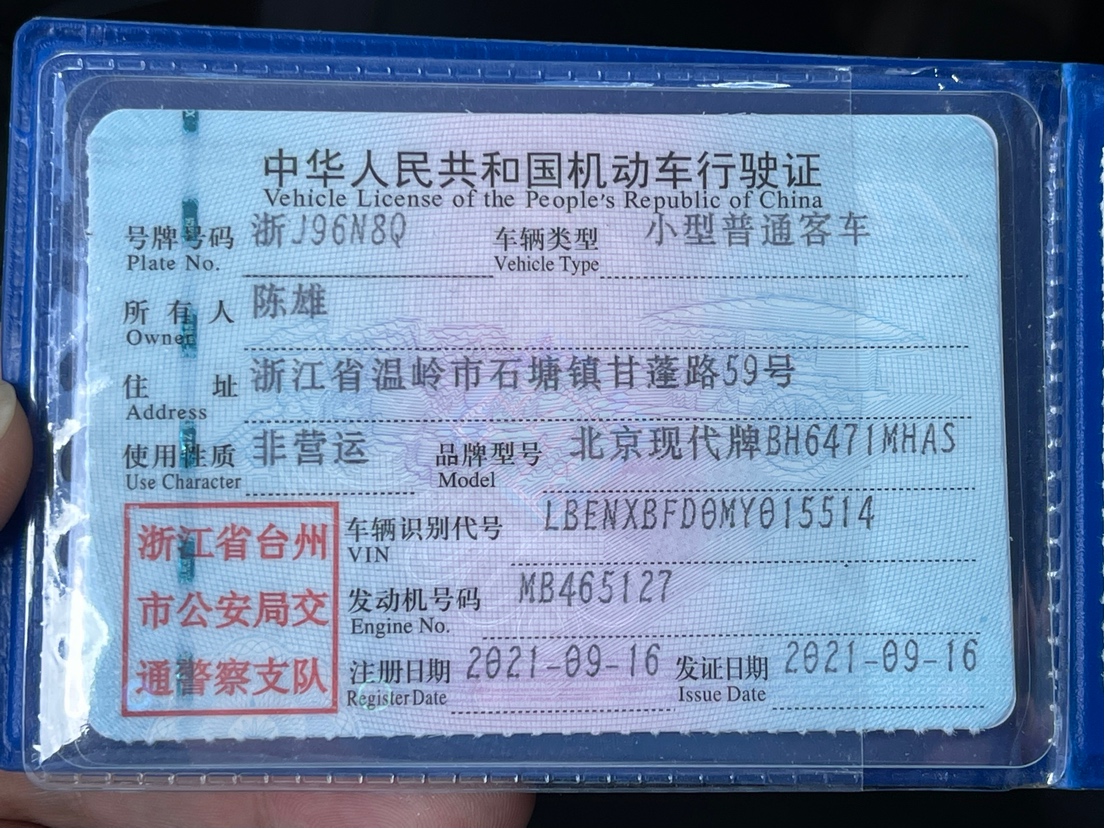 中华人民共和国机动车行驶证
Vehicle License of the People's Republic of China
号牌号码 浙J96N8Q 车辆类型 小型普通客车
Plate No. Vehicle Type
所有人 陈雄
Owner
住址 浙江省温岭市石塘镇甘蓬路59号
Address
使用性质 非营运 品牌型号 北京现代牌BH6471MHAS
Use Character Model
车辆识别代号 LBENXBFD0MY015514
VIN
发动机号码 MB465127
Engine No.
注册日期 2021-09-16 发证日期 2021-09-16
Register Date Issue Date
浙江省台州
市公安局交
通警察支队